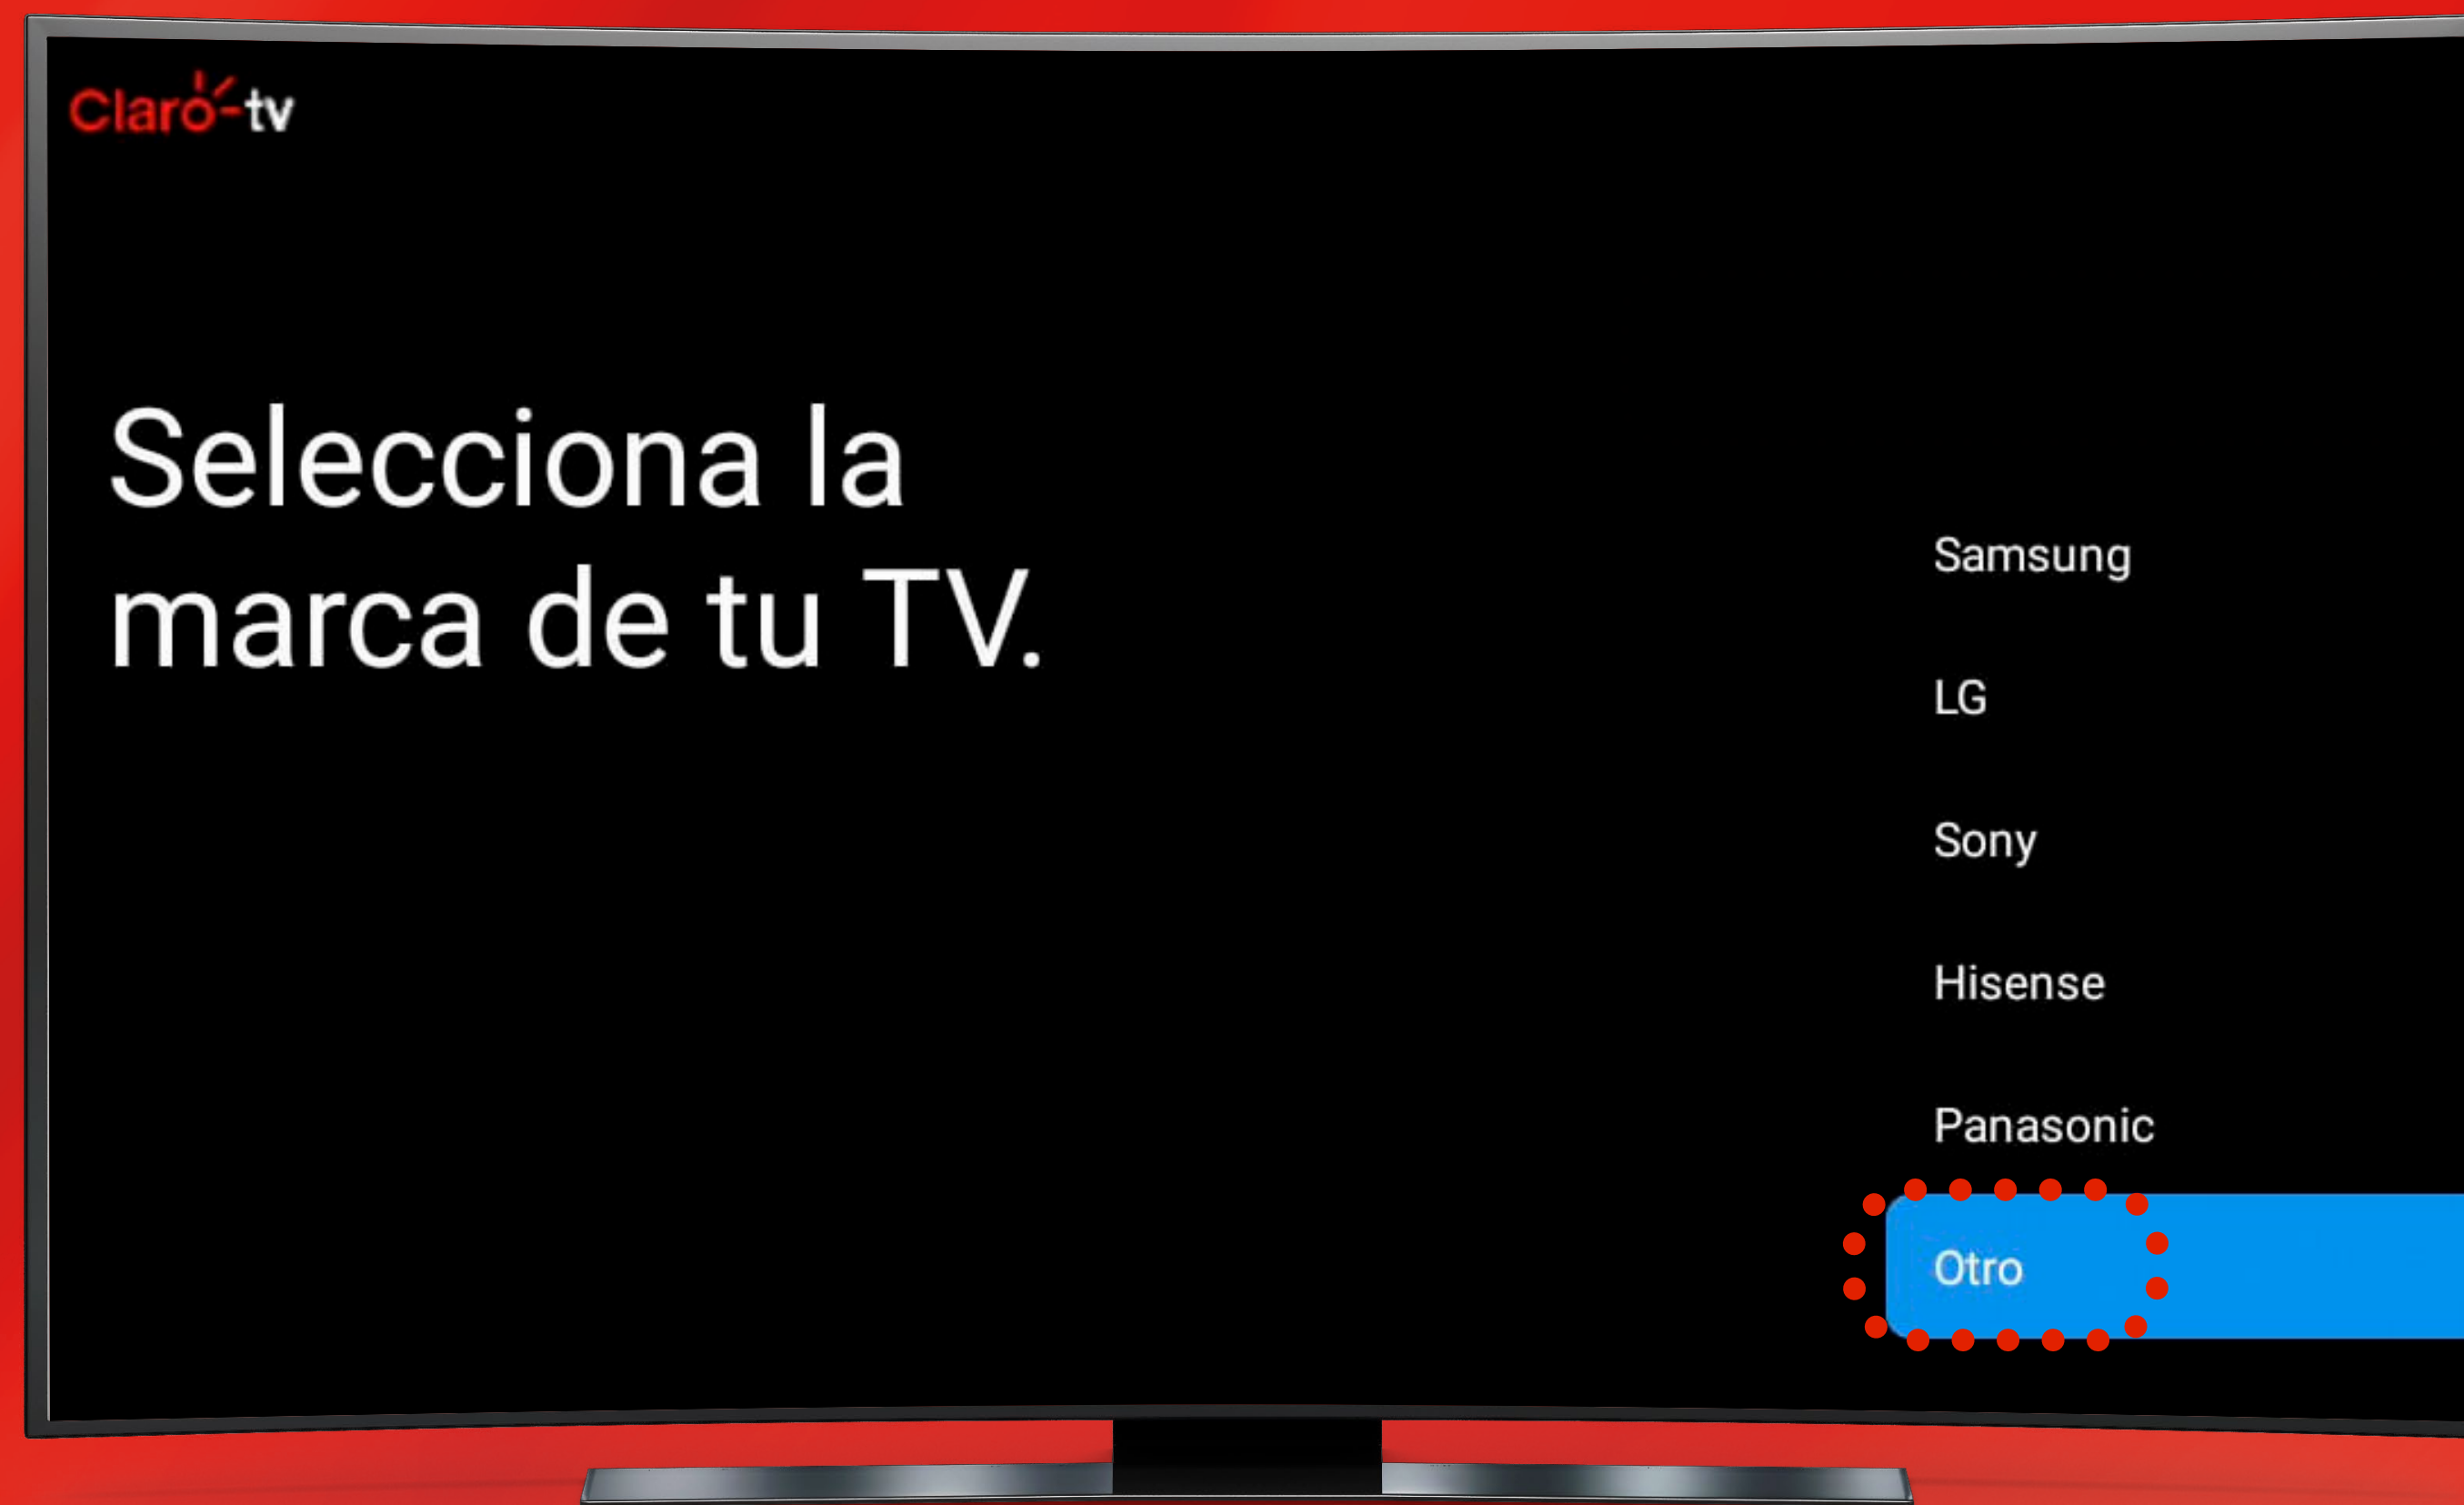 Claro-tv
Selecciona la
marca de tu TV.
Samsung
LG
Sony
Hisense
Panasonic
Otro